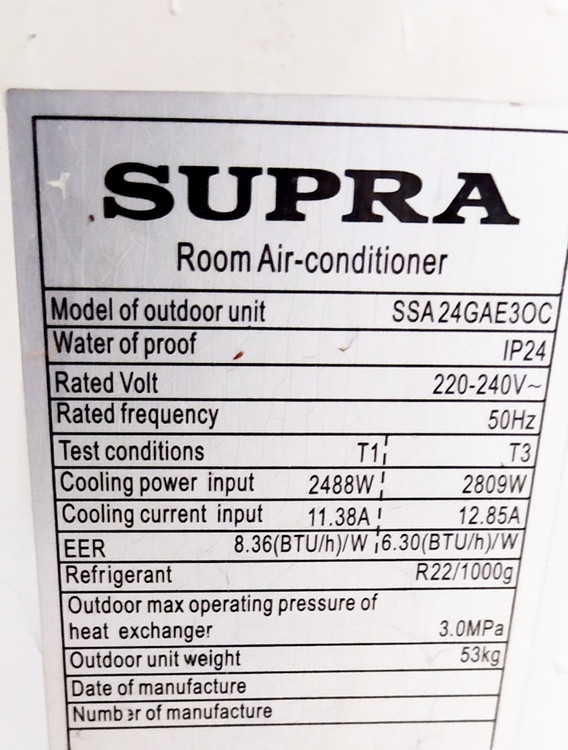 SUPRA
Room Air-conditioner
Model of outdoor unit SSA24GAE3OC
Water of proof IP24
Rated Volt 220-240V~
Rated frequency 50Hz
Test conditions T1 T3
Cooling power input 2488W 2809W
Cooling current input 11.38A 12.85A
EER 8.36(BTU/h)/W 6.30(BTU/h)/W
Refrigerant R22/1000g
Outdoor max operating pressure of
heat exchanger 3.0MPa
Outdoor unit weight 53kg
Date of manufacture
Number of manufacture